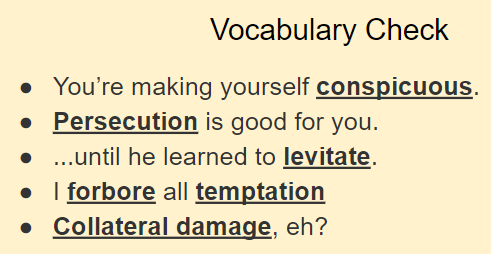 Vocabulary Check
● You’re making yourself conspicuous.
● Persecution is good for you.
● ...until he learned to levitate.
● I forbore all temptation
● Collateral damage, eh?